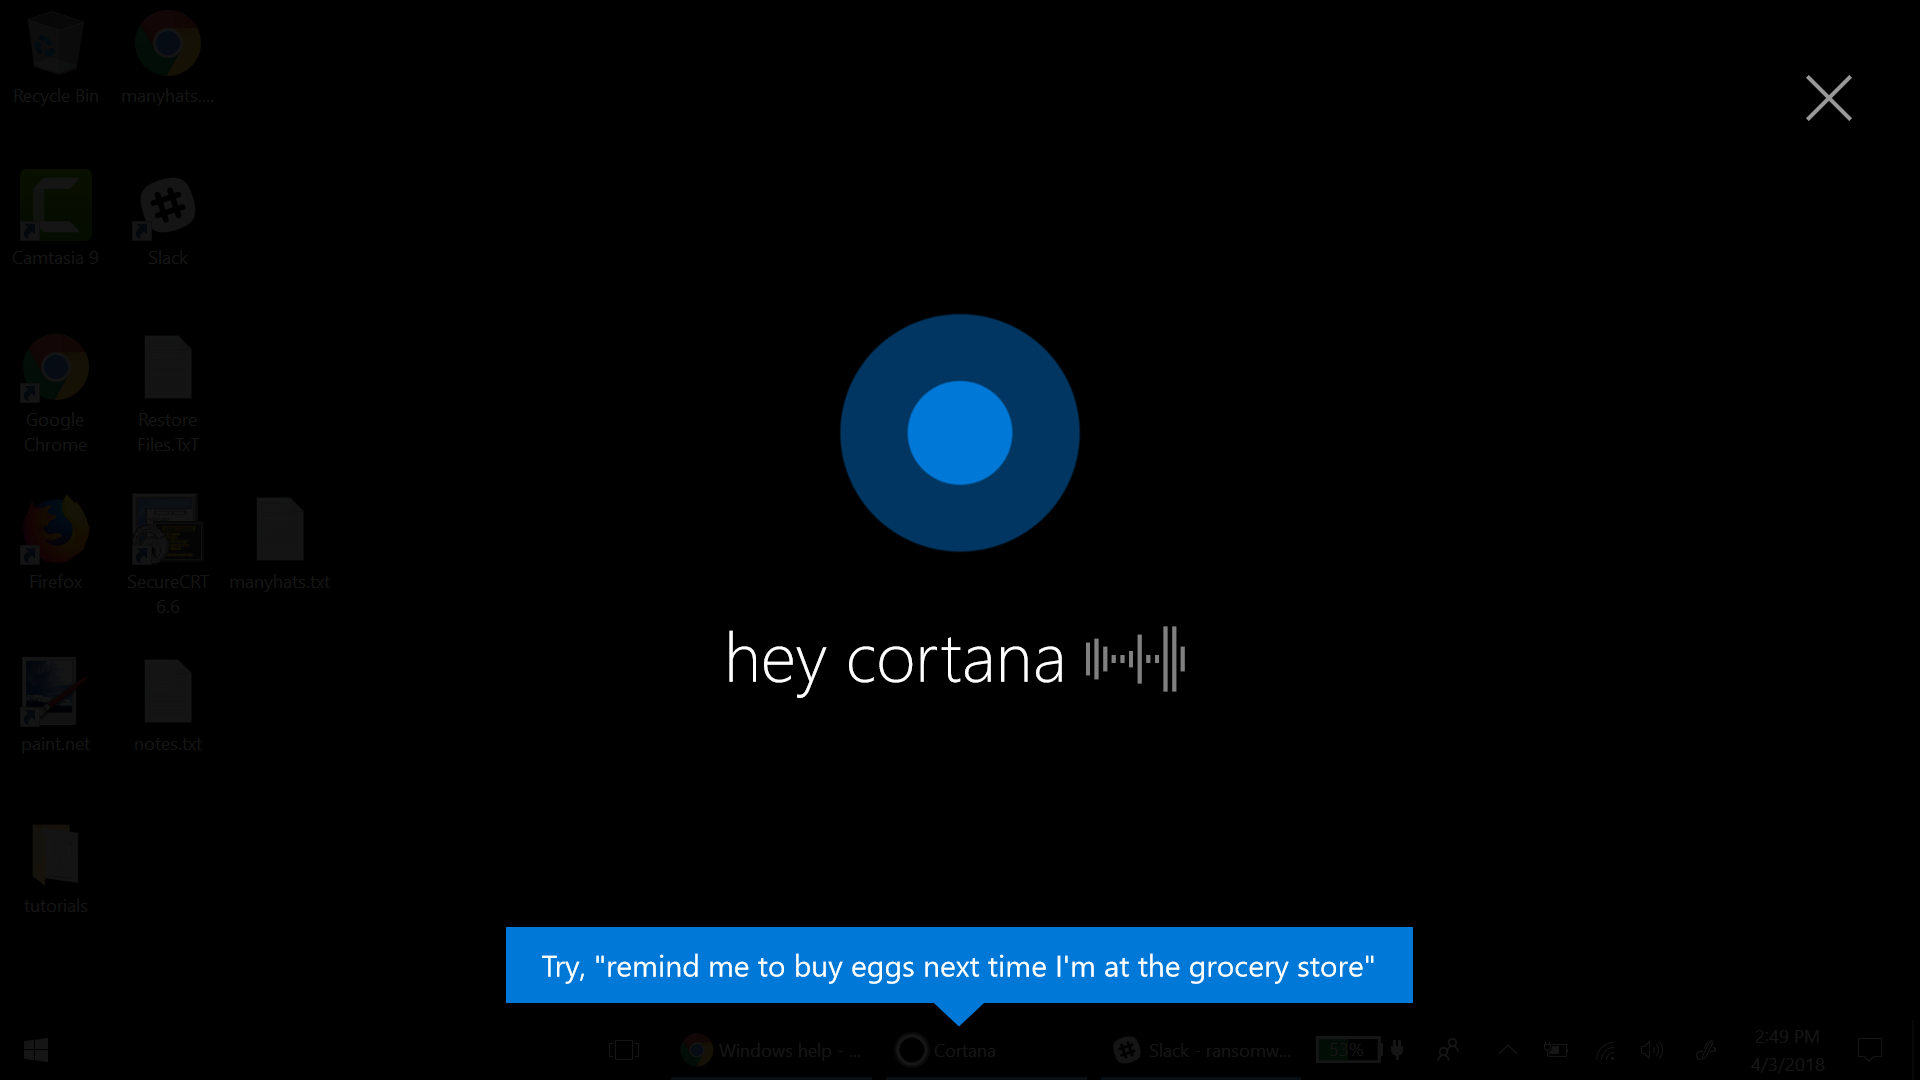 Recycle Bin
manyhats....
Camtasia 9
Slack
Google
Chrome
Restore
Files.TxT
Firefox
SecureCRT
6.6
manyhats.txt
paint.net
notes.txt
tutorials
hey cortana
Try, "remind me to buy eggs next time I'm at the grocery store"
Windows help - ...
Cortana
Slack - ransomw...
53%
2:49 PM
4/3/2018